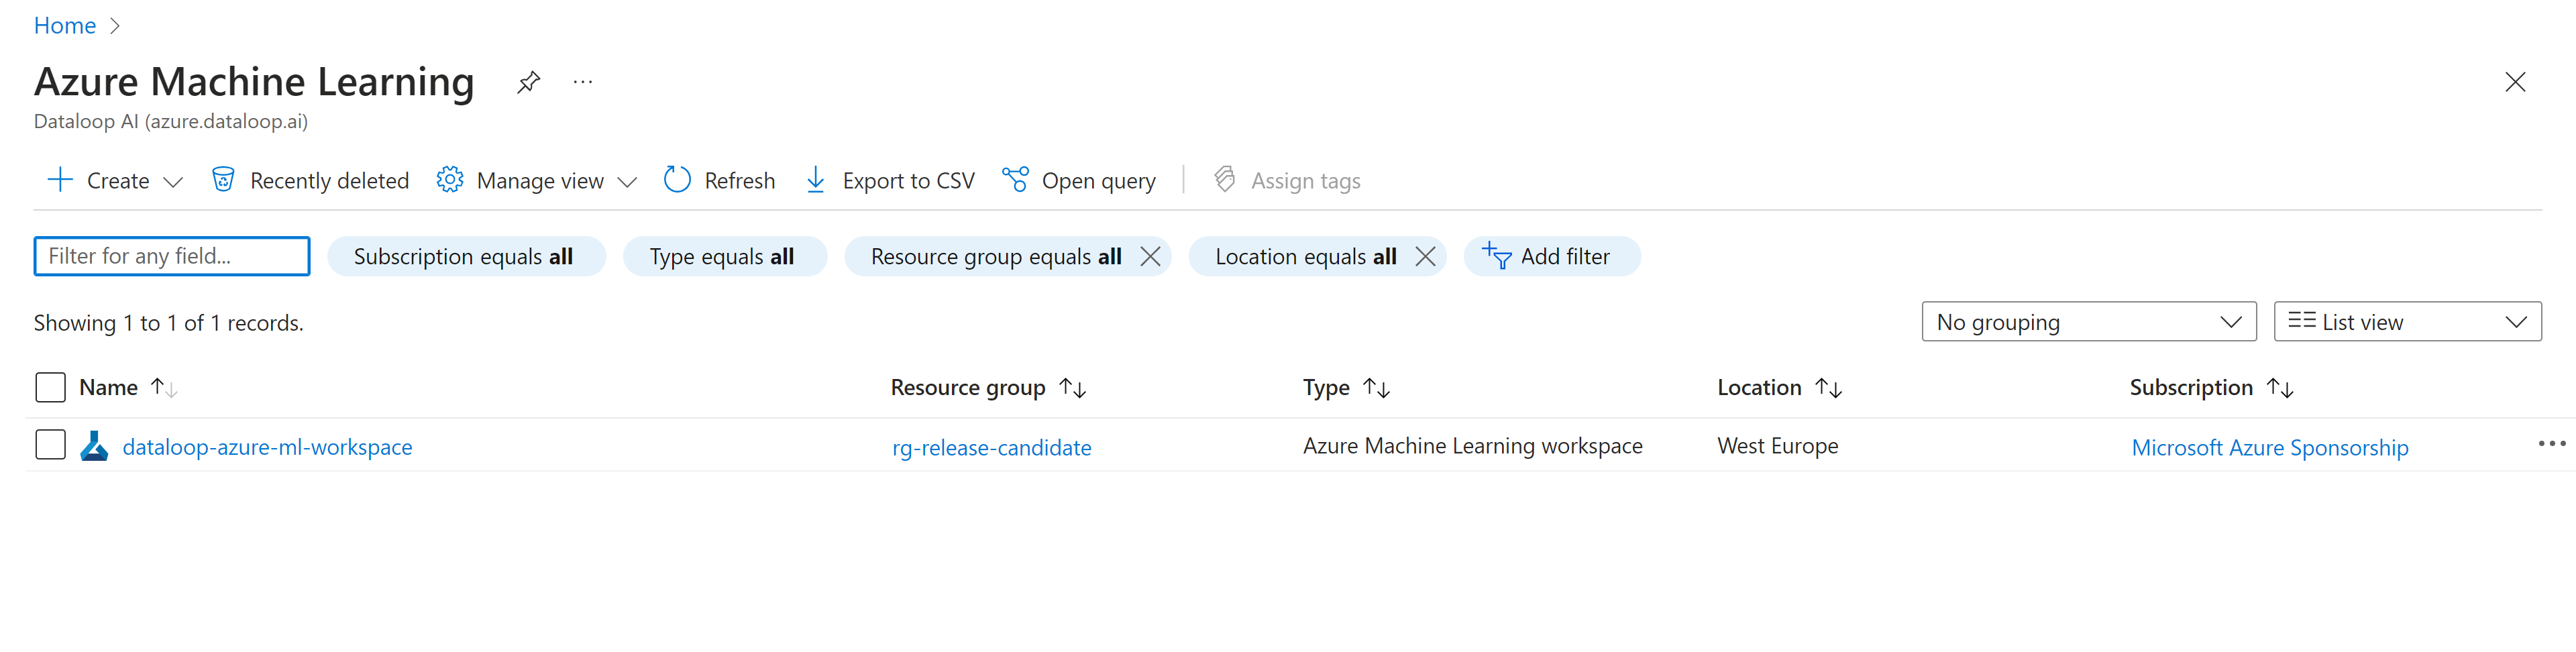 Home
Azure Machine Learning
Dataloop AI (azure.dataloop.ai)
Create Recently deleted Manage view Refresh Export to CSV Open query Assign tags
Filter for any field... Subscription equals all Type equals all Resource group equals all Location equals all Add filter
Showing 1 to 1 of 1 records. No grouping List view
Name Resource group Type Location Subscription
dataloop-azure-ml-workspace rg-release-candidate Azure Machine Learning workspace West Europe Microsoft Azure Sponsorship